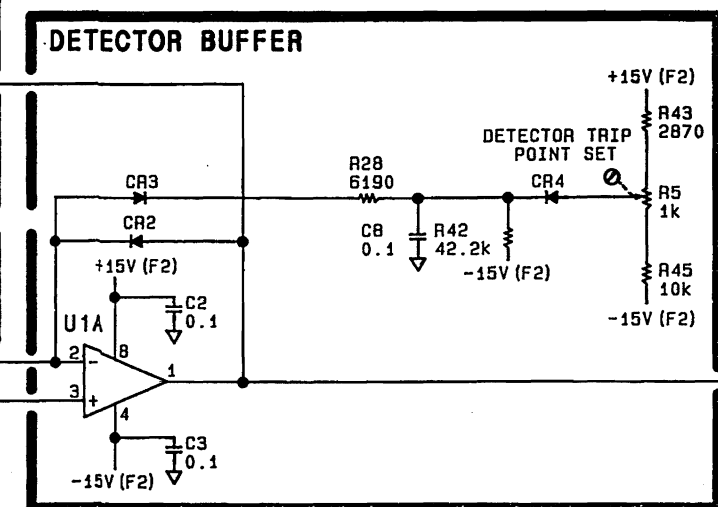 DETECTOR BUFFER
+15V (F2)
R43
2870
DETECTOR TRIP
POINT SET
R28
6190
CR3
CR4
R5
1k
CR2
C8
0.1
R42
42.2k
+15V (F2)
-15V (F2)
R45
10k
C2
0.1
-15V (F2)
U1A
8
2
-
1
3
+
4
C3
0.1
-15V (F2)